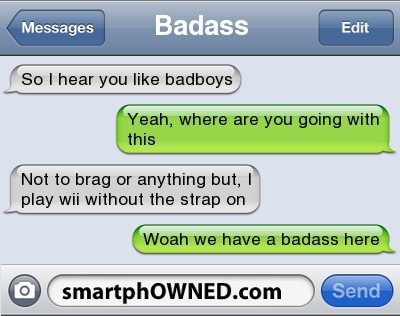 Messages
Badass
Edit
So I hear you like badboys
Yeah, where are you going with
this
Not to brag or anything but, I
play wii without the strap on
Woah we have a badass here
smartphOWNED.com
Send